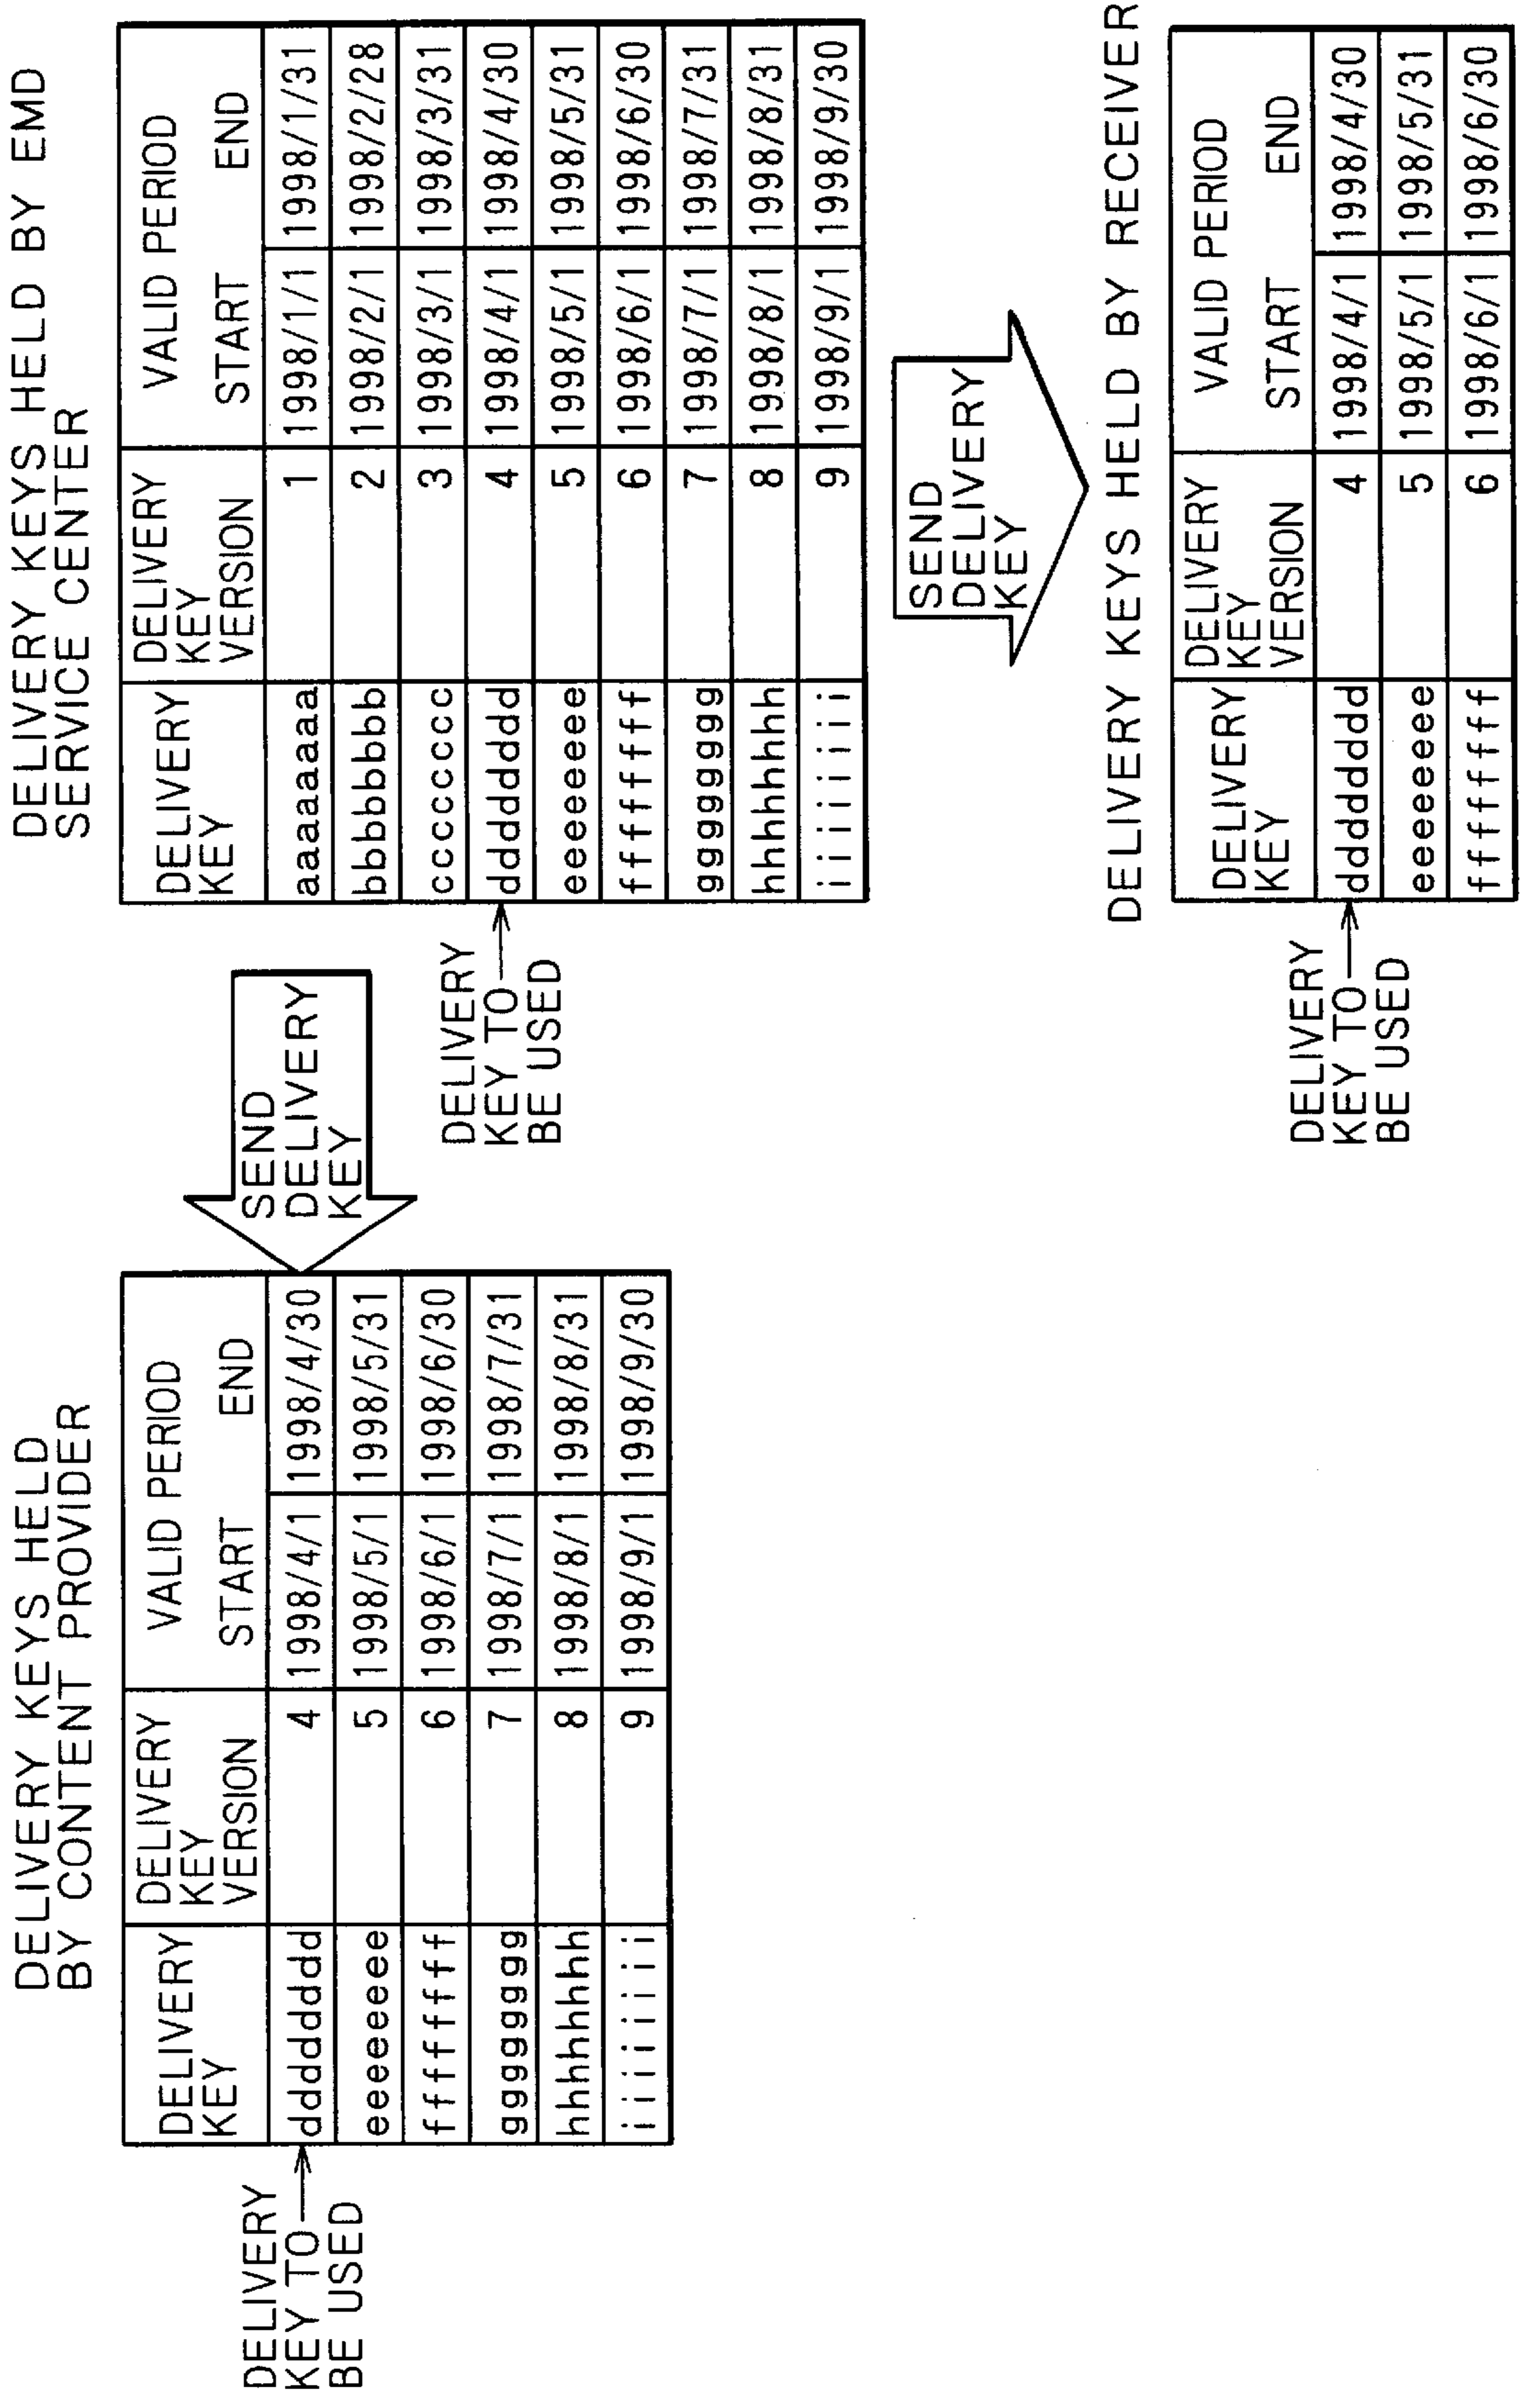 DELIVERY KEYS HELD
BY CONTENT PROVIDER
DELIVERY
KEY
DELIVERY
KEY
VERSION
VALID PERIOD
START END
dddddddd 4 1998/4/1 1998/4/30
eeeeeeee 5 1998/5/1 1998/5/31
ffffffff 6 1998/6/1 1998/6/30
gggggggg 7 1998/7/1 1998/7/31
hhhhhhhh 8 1998/8/1 1998/8/31
iiiiiiii 9 1998/9/1 1998/9/30
DELIVERY
KEY TO
BE USED
SEND
DELIVERY
KEY
DELIVERY KEYS HELD BY EMD
SERVICE CENTER
DELIVERY
KEY
DELIVERY
KEY
VERSION
VALID PERIOD
START END
aaaaaaaa 1 1998/1/1 1998/1/31
bbbbbbbb 2 1998/2/1 1998/2/28
cccccccc 3 1998/3/1 1998/3/31
dddddddd 4 1998/4/1 1998/4/30
eeeeeeee 5 1998/5/1 1998/5/31
ffffffff 6 1998/6/1 1998/6/30
gggggggg 7 1998/7/1 1998/7/31
hhhhhhhh 8 1998/8/1 1998/8/31
iiiiiiii 9 1998/9/1 1998/9/30
DELIVERY
KEY TO
BE USED
SEND
DELIVERY
KEY
DELIVERY KEYS HELD BY RECEIVER
DELIVERY
KEY
DELIVERY
KEY
VERSION
VALID PERIOD
START END
dddddddd 4 1998/4/1 1998/4/30
eeeeeeee 5 1998/5/1 1998/5/31
ffffffff 6 1998/6/1 1998/6/30
DELIVERY
KEY TO
BE USED